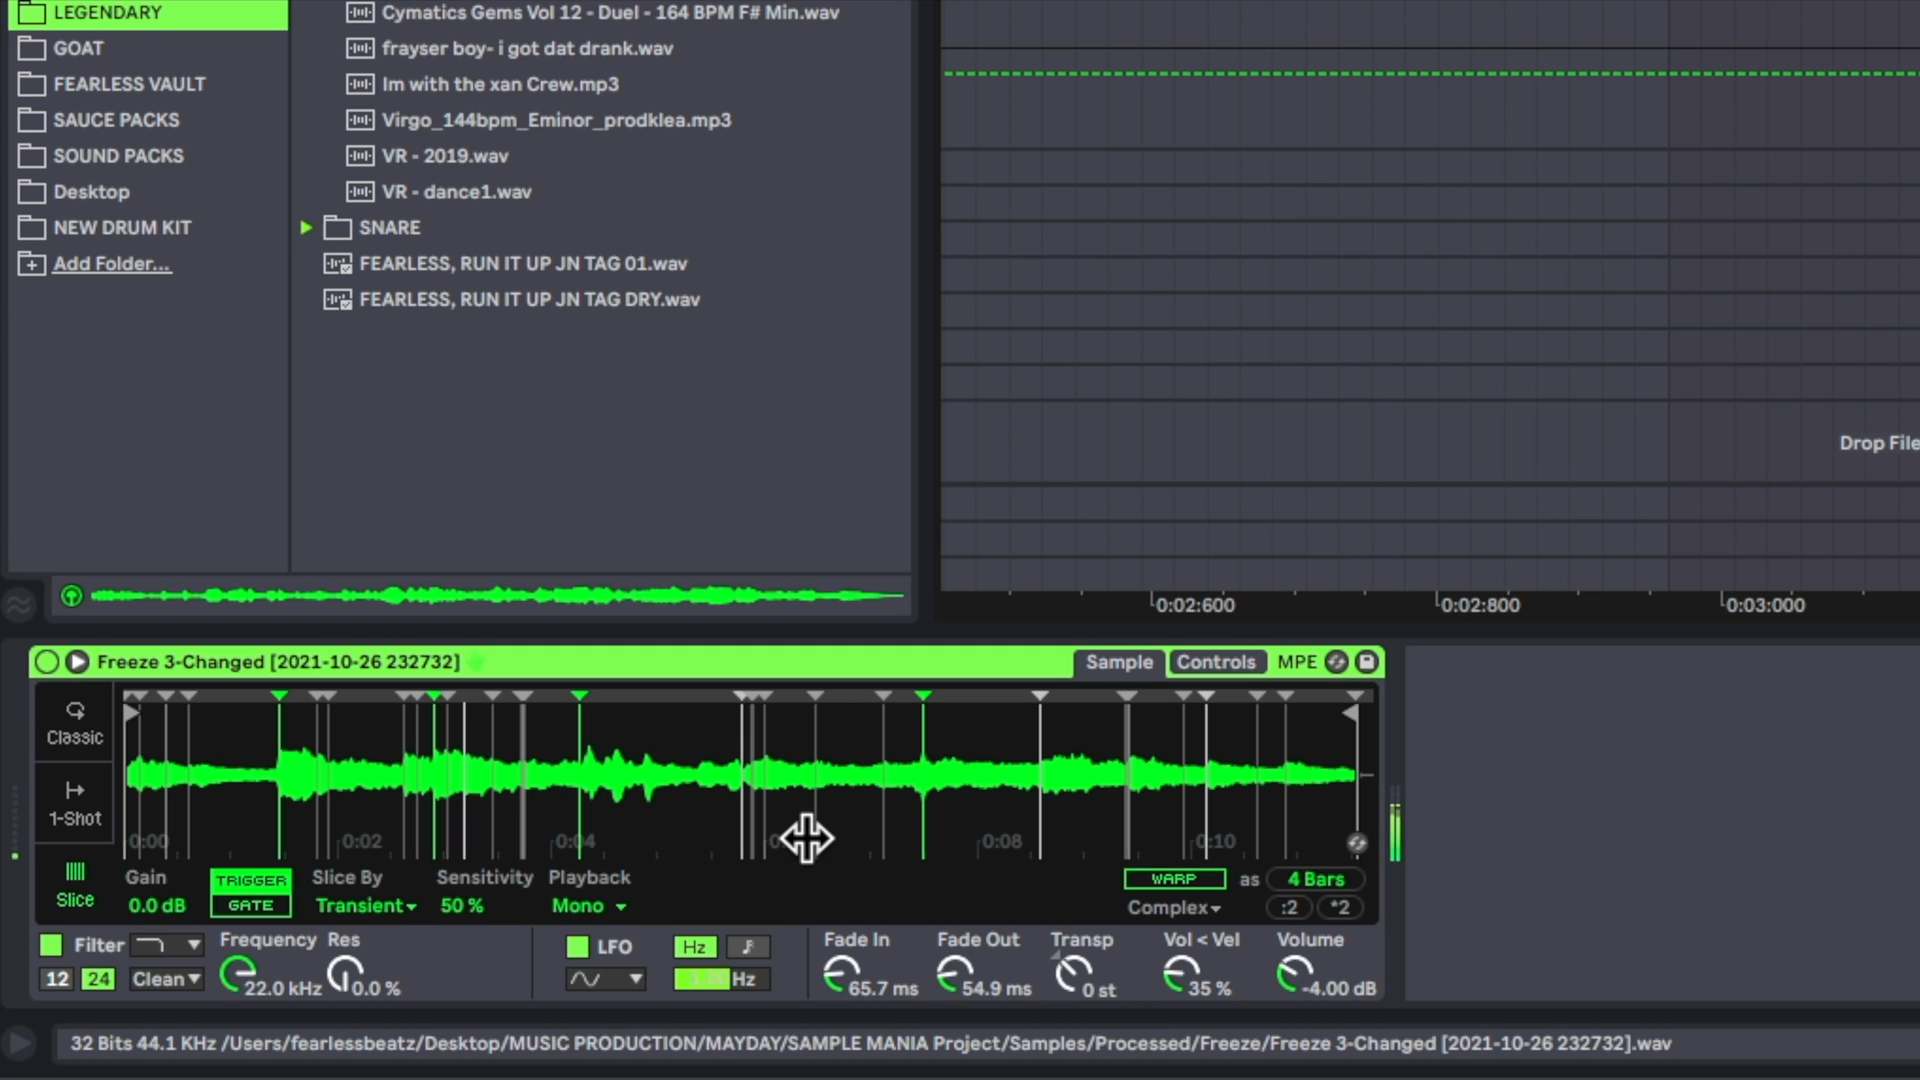 LEGENDARY
GOAT
FEARLESS VAULT
SAUCE PACKS
SOUND PACKS
Desktop
NEW DRUM KIT
Add Folder...
Cymatics Gems Vol 12 - Duel - 164 BPM F# Min.wav
frayser boy- i got dat drank.wav
Im with the xan Crew.mp3
Virgo_144bpm_Eminor_prodklea.mp3
VR - 2019.wav
VR - dance1.wav
SNARE
FEARLESS, RUN IT UP JN TAG 01.wav
FEARLESS, RUN IT UP JN TAG DRY.wav
Drop File
0:02:600 0:02:800 0:03:000
Freeze 3-Changed [2021-10-26 232732] Sample Controls MPE
Classic
1-Shot
Slice
0:00 0:02 0:04 0:08 0:10
Gain TRIGGER Slice By Sensitivity Playback WARP as 4 Bars
0.0 dB GATE Transient 50 % Mono Complex :2 *2
Filter Frequency Res LFO Hz Fade In Fade Out Transp Vol < Vel Volume
12 24 Clean 22.0 kHz 0.0 % Hz 65.7 ms 54.9 ms 0 st 35 % -4.00 dB
32 Bits 44.1 KHz /Users/fearlessbeatz/Desktop/MUSIC PRODUCTION/MAYDAY/SAMPLE MANIA Project/Samples/Processed/Freeze/Freeze 3-Changed [2021-10-26 232732].wav